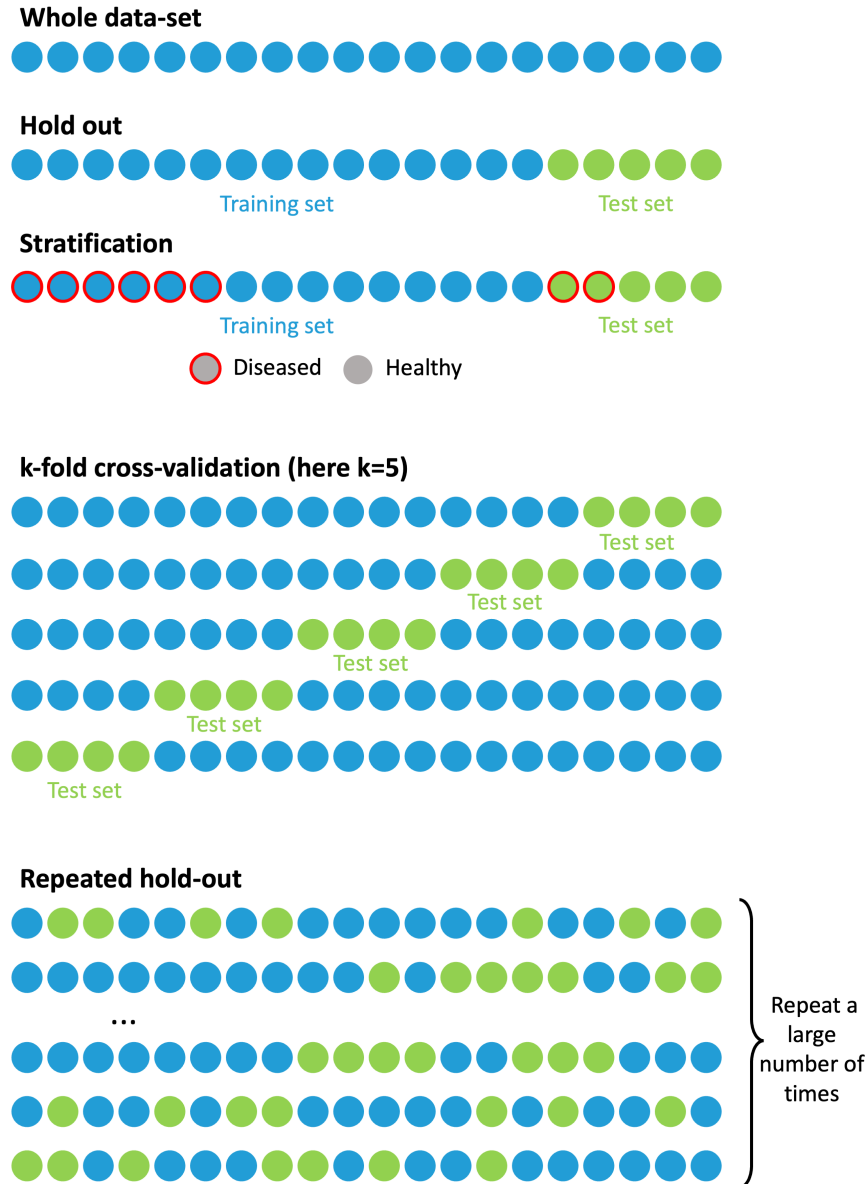 Whole data-set
Hold out
Training set
Test set
Stratification
Training set
Test set
Diseased
Healthy
k-fold cross-validation (here k=5)
Test set
Test set
Test set
Test set
Test set
Repeated hold-out
...
Repeat a
large
number of
times